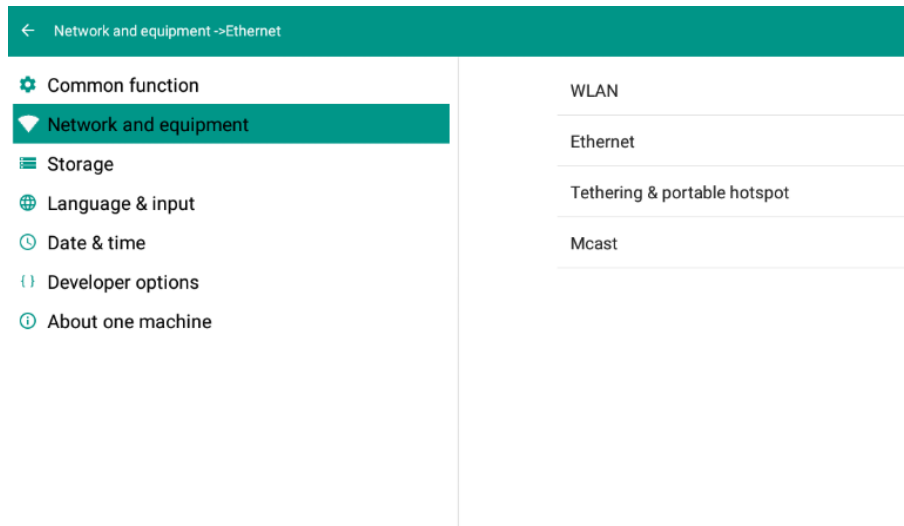 Network and equipment ->Ethernet
Common function
Network and equipment
Storage
Language & input
Date & time
Developer options
About one machine
WLAN
Ethernet
Tethering & portable hotspot
Mcast